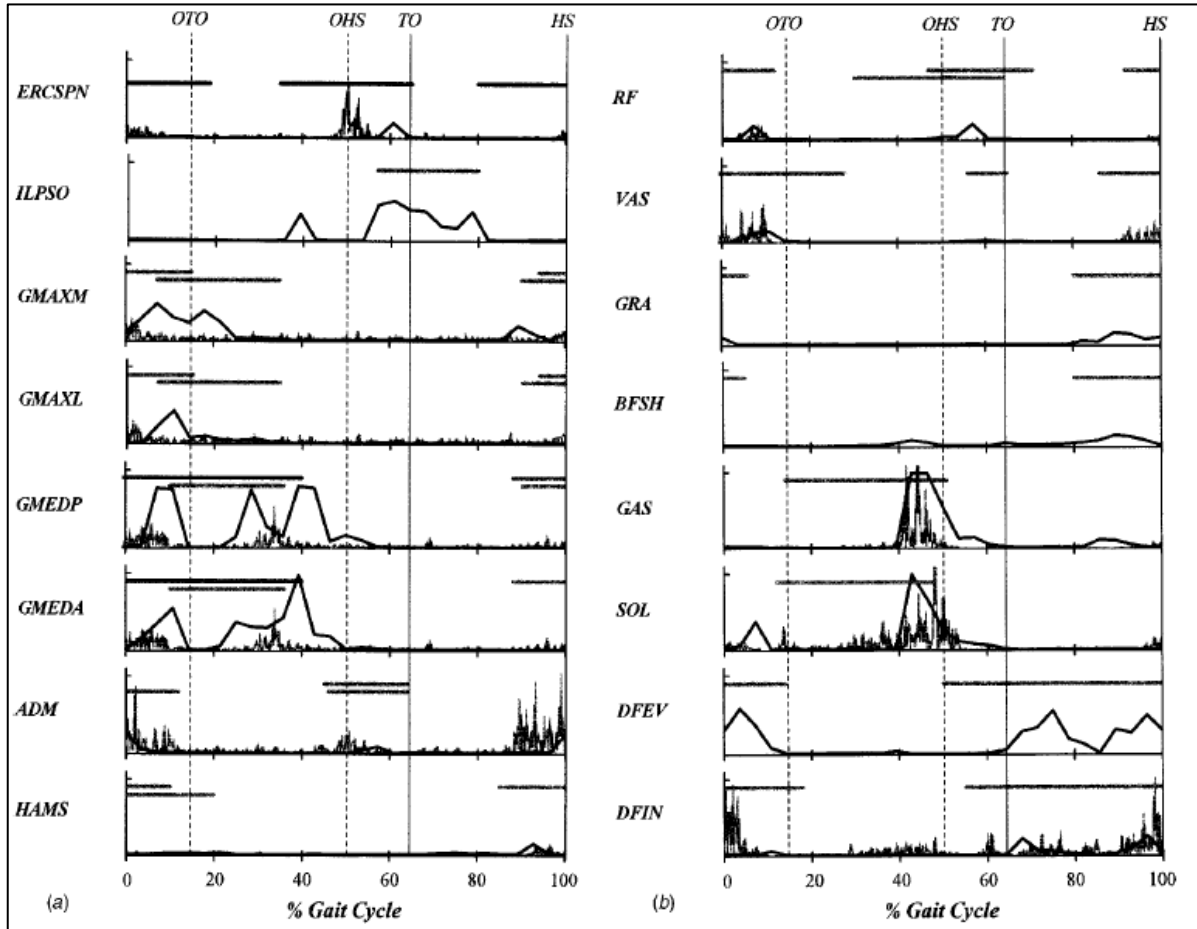 OTO OHS TO HS
ERCSPN
ILPSO
GMAXM
GMAXL
GMEDP
GMEDA
ADM
HAMS
0 20 40 60 80 100
(a) % Gait Cycle
OTO OHS TO HS
RF
VAS
GRA
BFSH
GAS
SOL
DFEV
DFIN
0 20 40 60 80 100
(b) % Gait Cycle